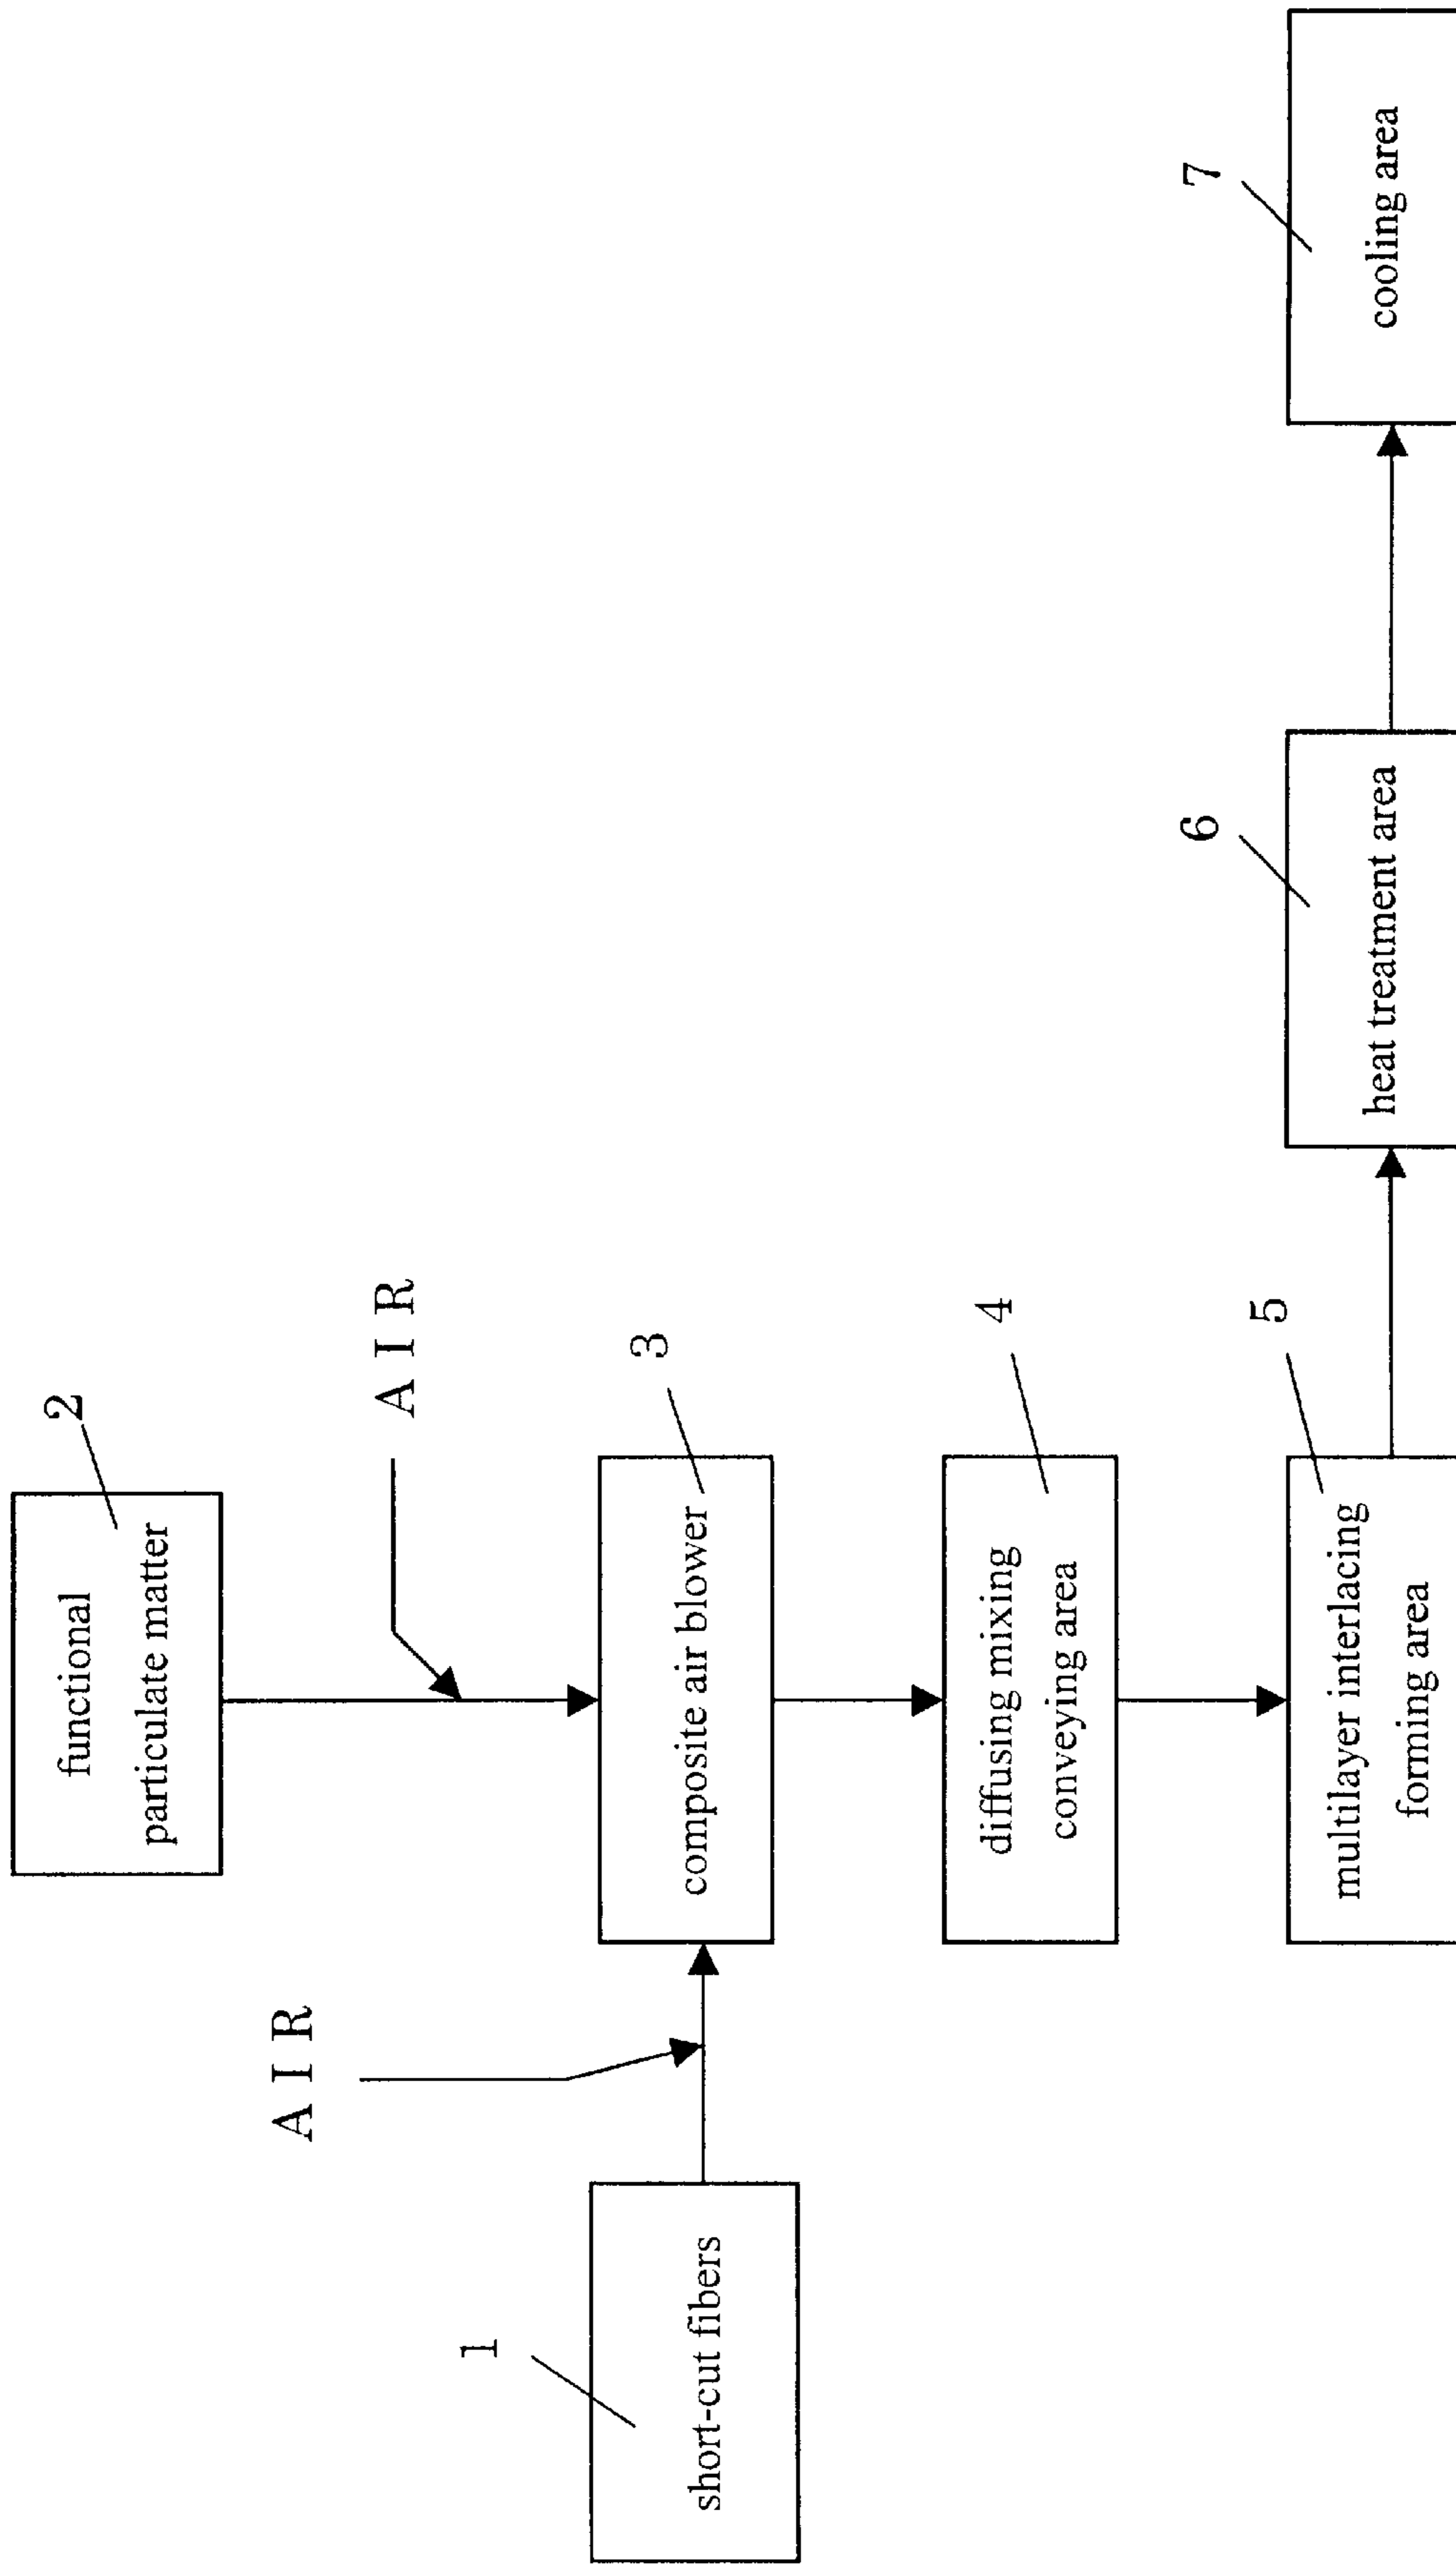 2
functional
particulate matter
A I R
A I R
1
short-cut fibers
3
composite air blower
4
diffusing mixing
conveying area
5
multilayer interlacing
forming area
6
heat treatment area
7
cooling area